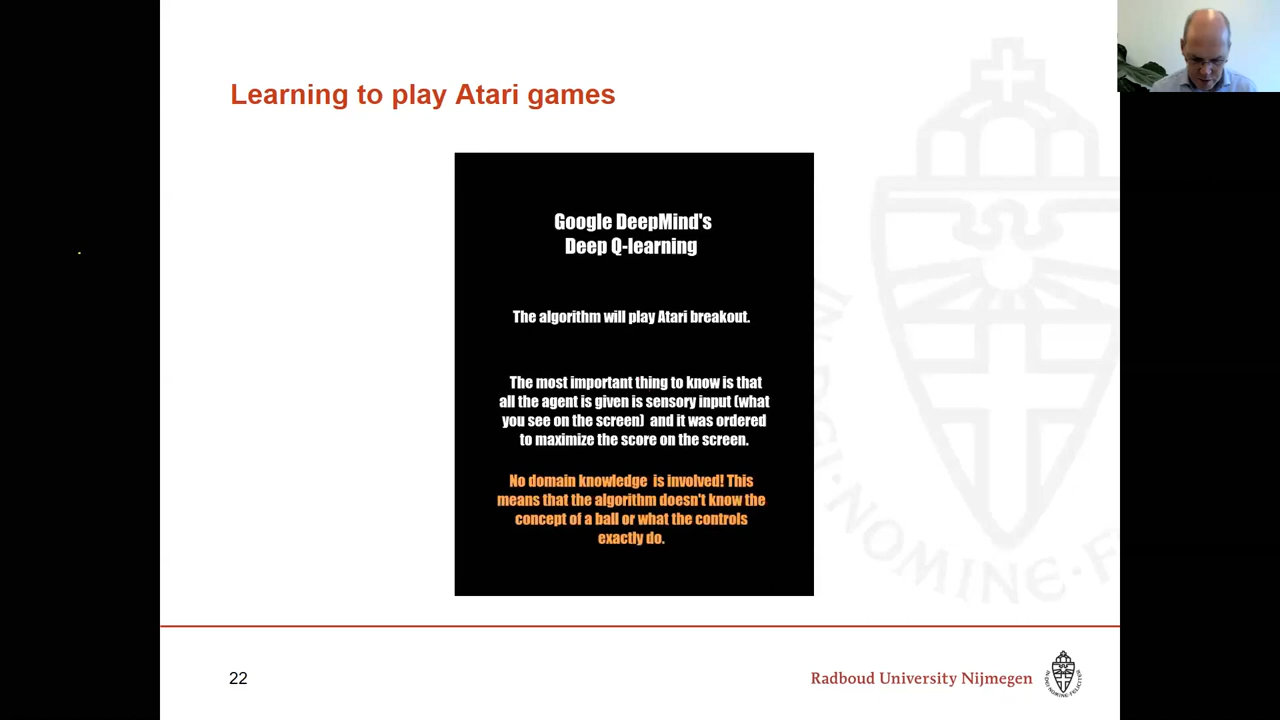 Learning to play Atari games
Google DeepMind's
Deep Q-learning
The algorithm will play Atari breakout.
The most important thing to know is that
all the agent is given is sensory input (what
you see on the screen) and it was ordered
to maximize the score on the screen.
No domain knowledge is involved! This
means that the algorithm doesn't know the
concept of a ball or what the controls
exactly do.
22
Radboud University Nijmegen